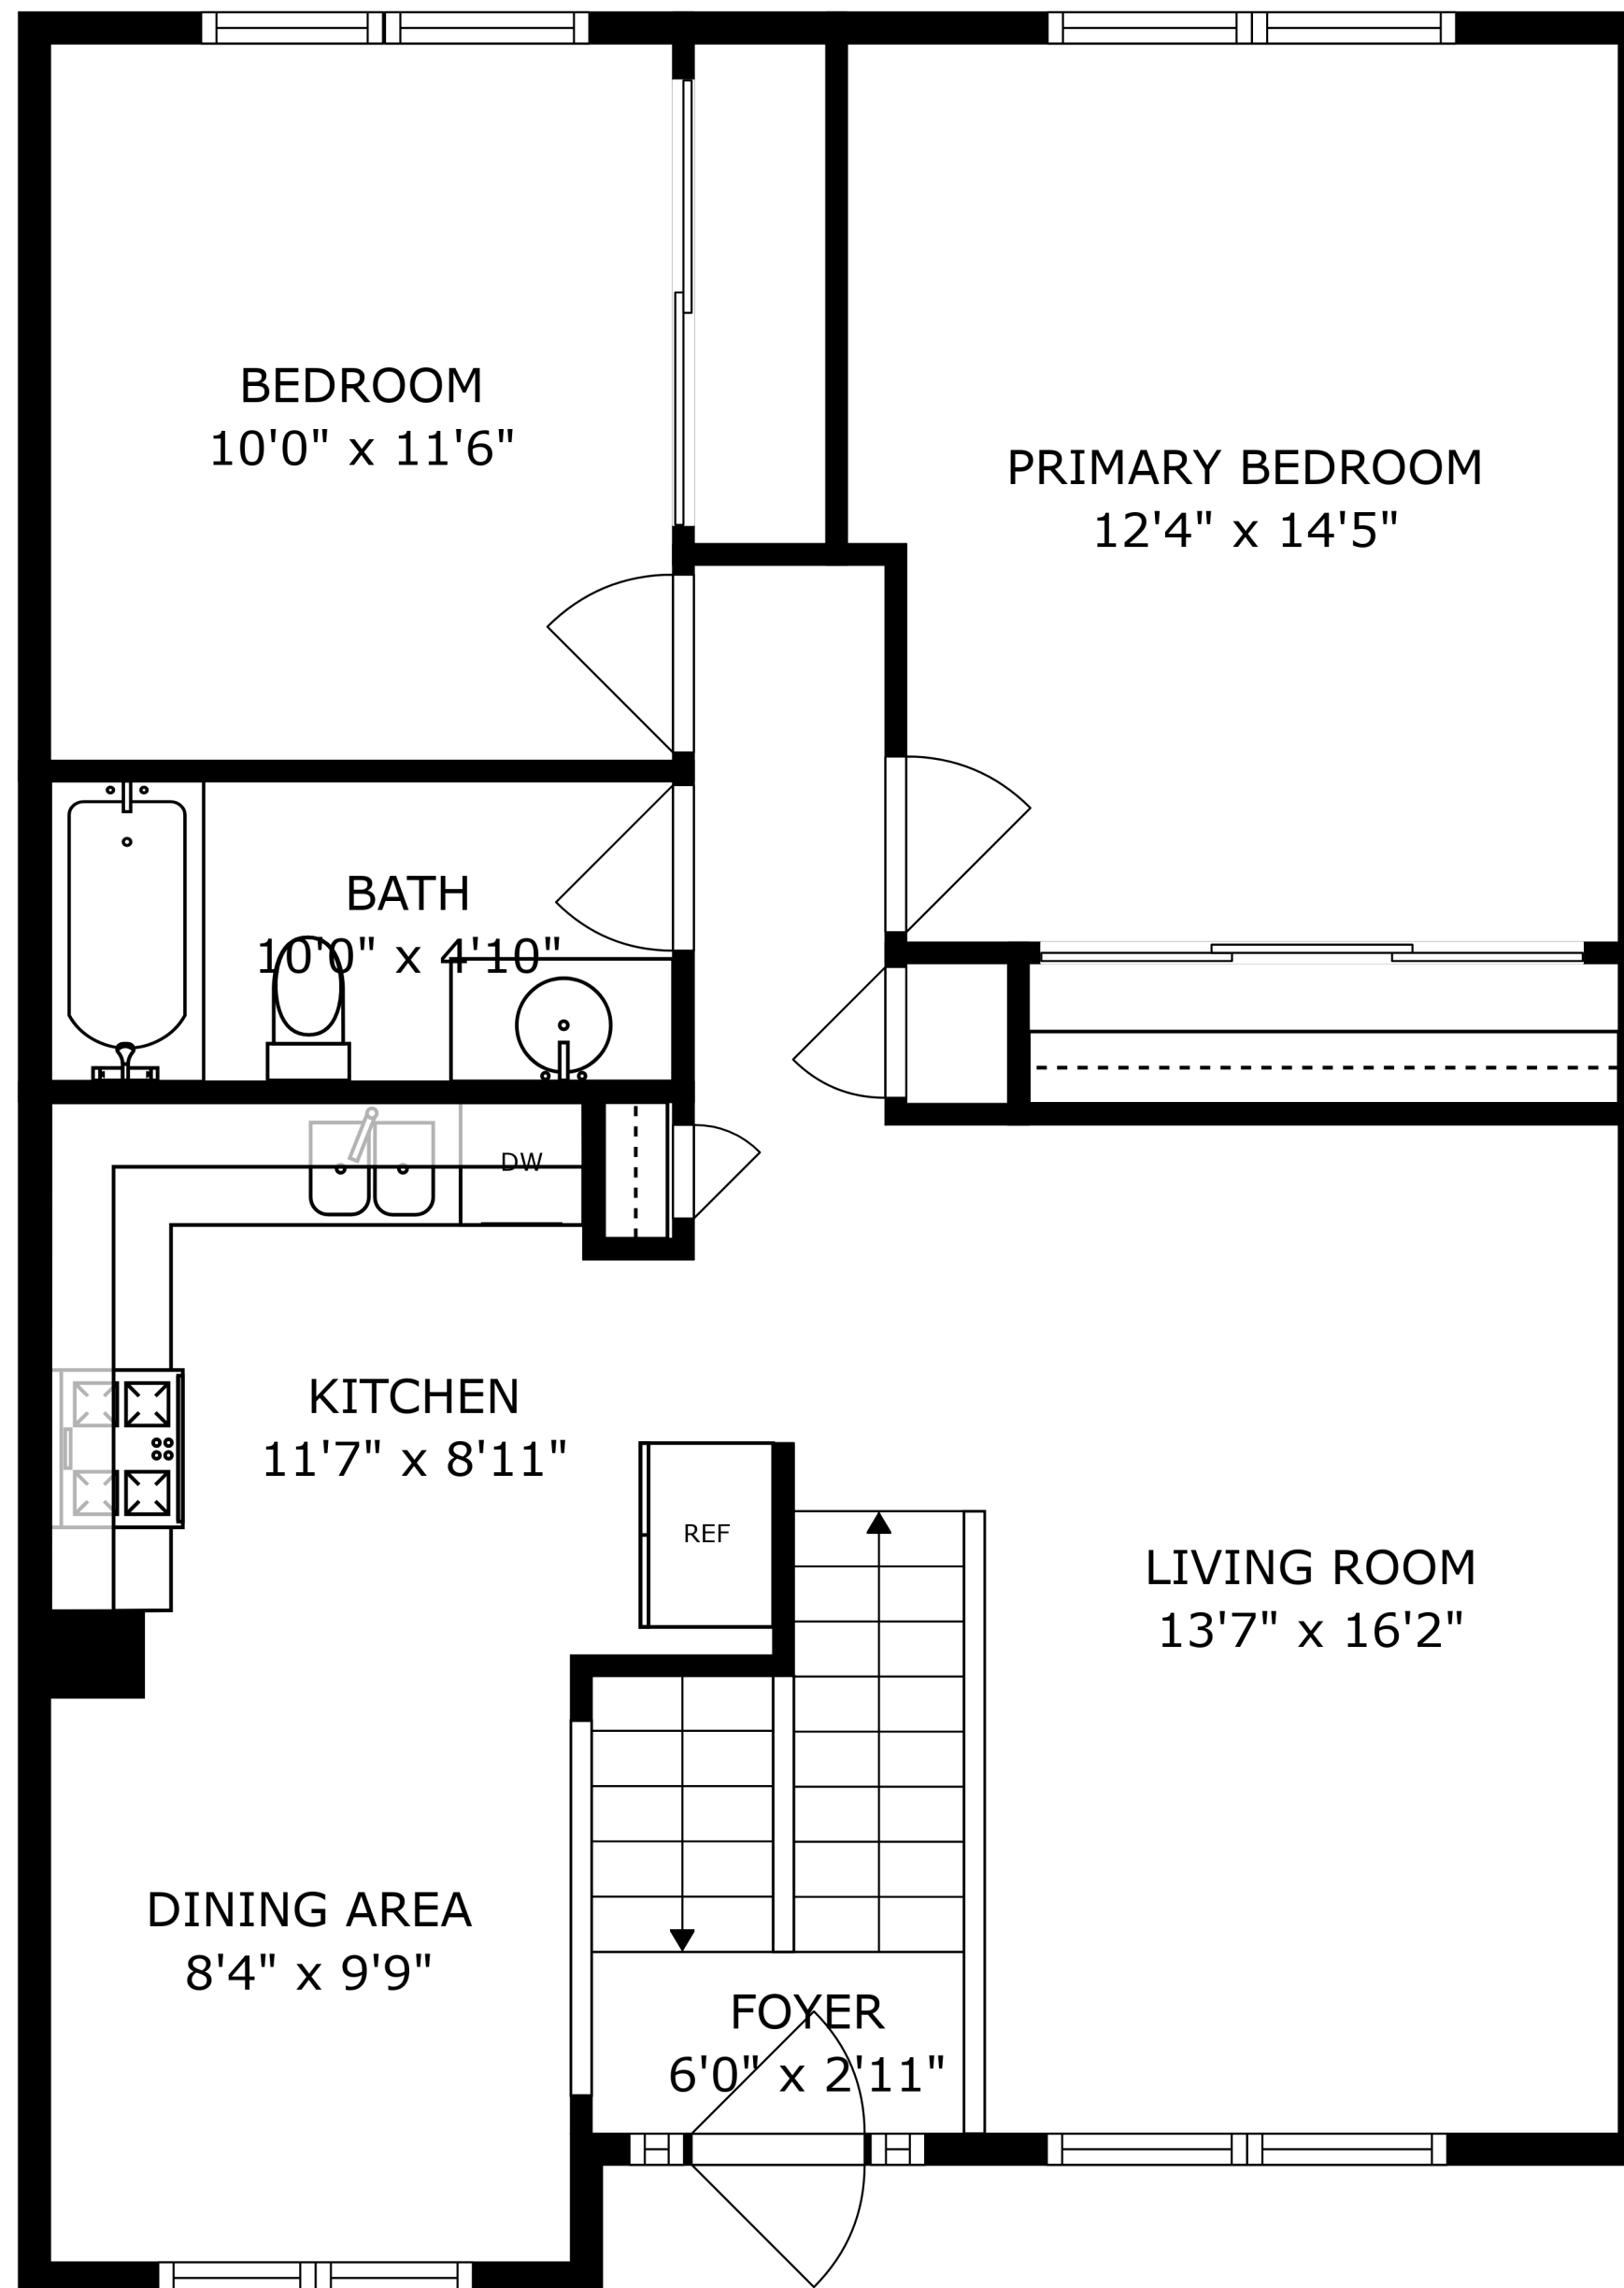 BEDROOM
10'0" x 11'6"
PRIMARY BEDROOM
12'4" x 14'5"
BATH
10'0" x 4'10"
DW
KITCHEN
11'7" x 8'11"
REF
LIVING ROOM
13'7" x 16'2"
DINING AREA
8'4" x 9'9"
FOYER
6'0" x 2'11"